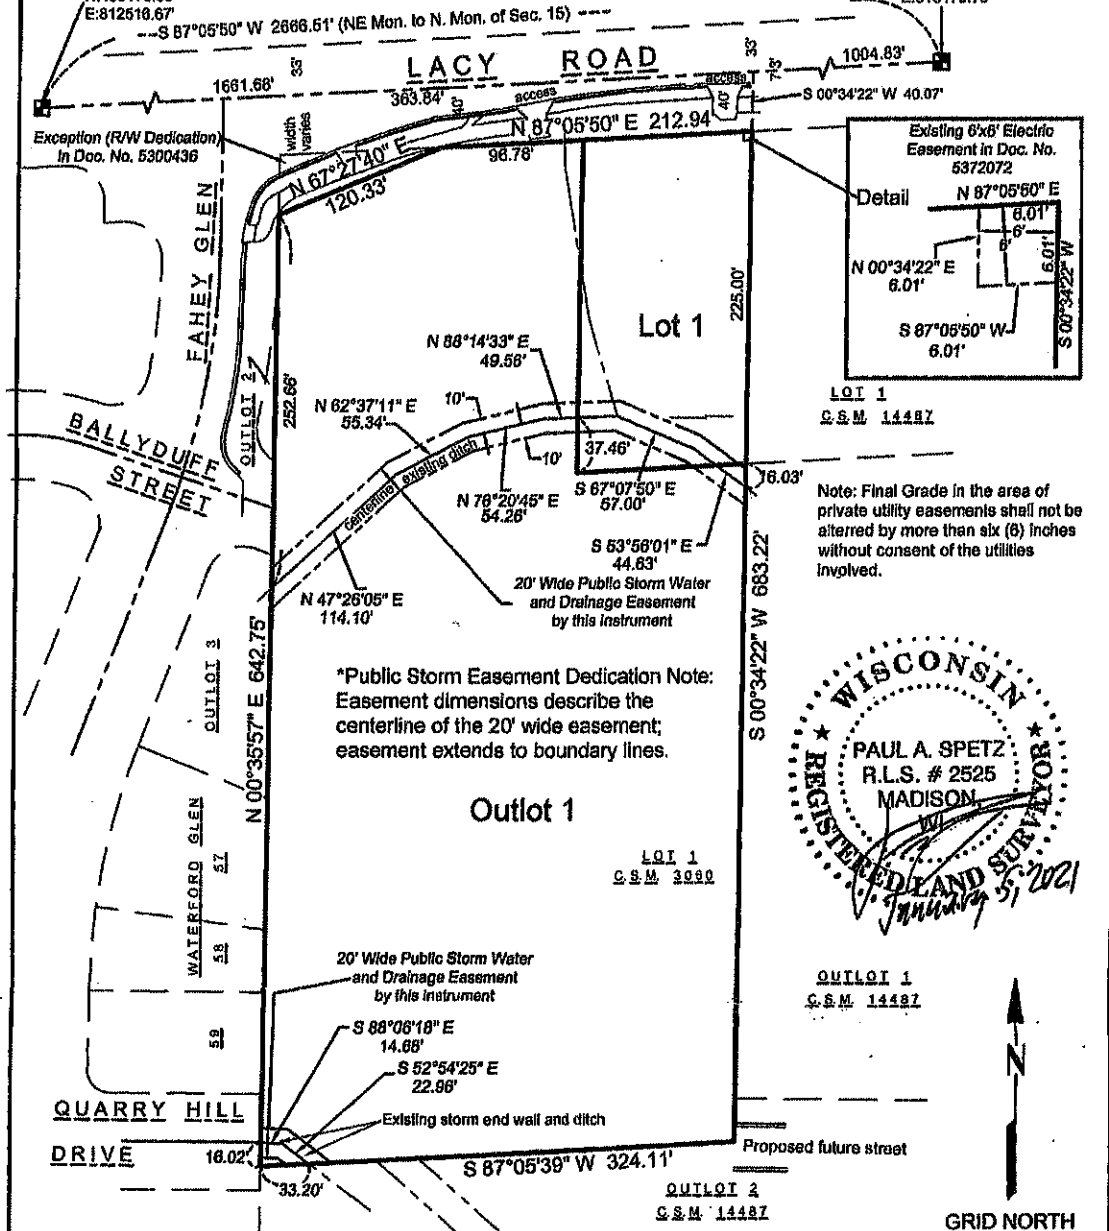 E:812516.67'
S 87°05'50" W 2666.51' (NE Mon. to N. Mon. of Sec. 15)
LACY ROAD
1661.68'
33'
363.84'
40'
access
access
40'
33'
1004.83'
S 00°34'22" W 40.07'
Exception (R/W Dedication)
In Doc. No. 5300436
width
varies
N 67°27'40" E
120.33'
N 87°05'50" E 212.94'
96.76'
Existing 6'x6' Electric
Easement in Doc. No.
5372072
N 87°05'50" E
6.01'
6'
6'
6.01'
N 00°34'22" E
6.01'
S 00°34'22" W
S 87°05'50" W
6.01'
Detail
FAHEY GLEN
OUTLOT 2
252.66'
225.00'
Lot 1
LOT 1
C.S.M. 14487
N 88°14'33" E
49.56'
N 62°37'11" E
55.34'
10'
10'
centerline existing ditch
37.46'
16.03'
BALLYDUFF
STREET
N 76°20'45" E
54.26'
S 67°07'50" E
57.00'
S 53°56'01" E
44.63'
N 47°26'05" E
114.10'
20' Wide Public Storm Water
and Drainage Easement
by this instrument
Note: Final Grade in the area of
private utility easements shall not be
alterred by more than six (6) inches
without consent of the utilities
involved.
OUTLOT 3
N 00°35'57" E 642.75'
S 00°34'22" W 683.22'
*Public Storm Easement Dedication Note:
Easement dimensions describe the
centerline of the 20' wide easement;
easement extends to boundary lines.
WISCONSIN
REGISTERED LAND SURVEYOR
PAUL A. SPETZ
R.L.S. # 2525
MADISON,
WI
2021
Outlot 1
LOT 1
C.S.M. 3060
WATERFORD GLEN
57
58
59
20' Wide Public Storm Water
and Drainage Easement
by this instrument
OUTLOT 1
C.S.M. 14487
S 88°06'18" E
14.68'
S 52°54'25" E
22.96'
Existing storm end wall and ditch
QUARRY HILL
DRIVE
16.02'
33.20'
S 87°05'39" W 324.11'
Proposed future street
OUTLOT 2
C.S.M. 14487
N
GRID NORTH